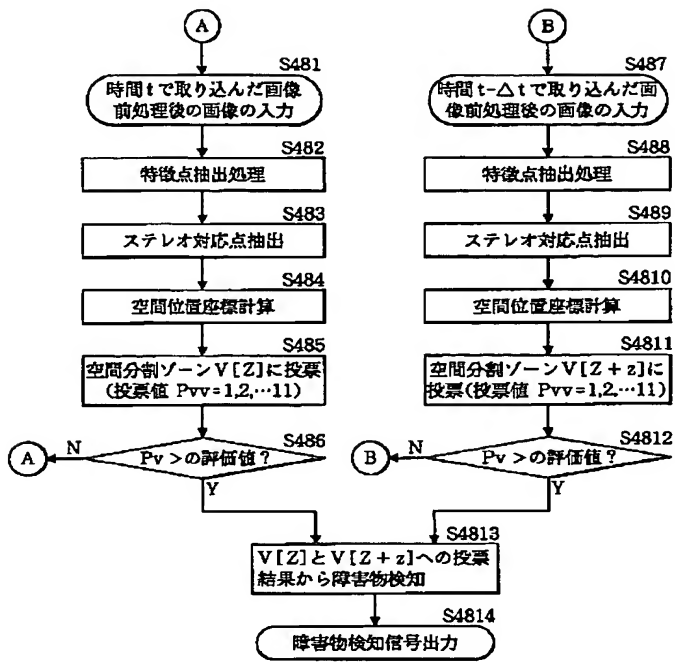 A
S481
時間tで取り込んだ画像
前処理後の画像の入力
S482
特徴点抽出処理
S483
ステレオ対応点抽出
S484
空間位置座標計算
S485
空間分割ゾーンV[Z]に投票
(投票値 Pvv=1,2,…11)
S486
Pv >の評価値?
N
A
Y
B
S487
時間t-△tで取り込んだ画
像前処理後の画像の入力
S488
特徴点抽出処理
S489
ステレオ対応点抽出
S4810
空間位置座標計算
S4811
空間分割ゾーンV[Z+z]に
投票(投票値 Pvv=1,2,…11)
S4812
Pv >の評価値?
N
B
Y
S4813
V[Z]とV[Z+z]への投票
結果から障害物検知
S4814
障害物検知信号出力